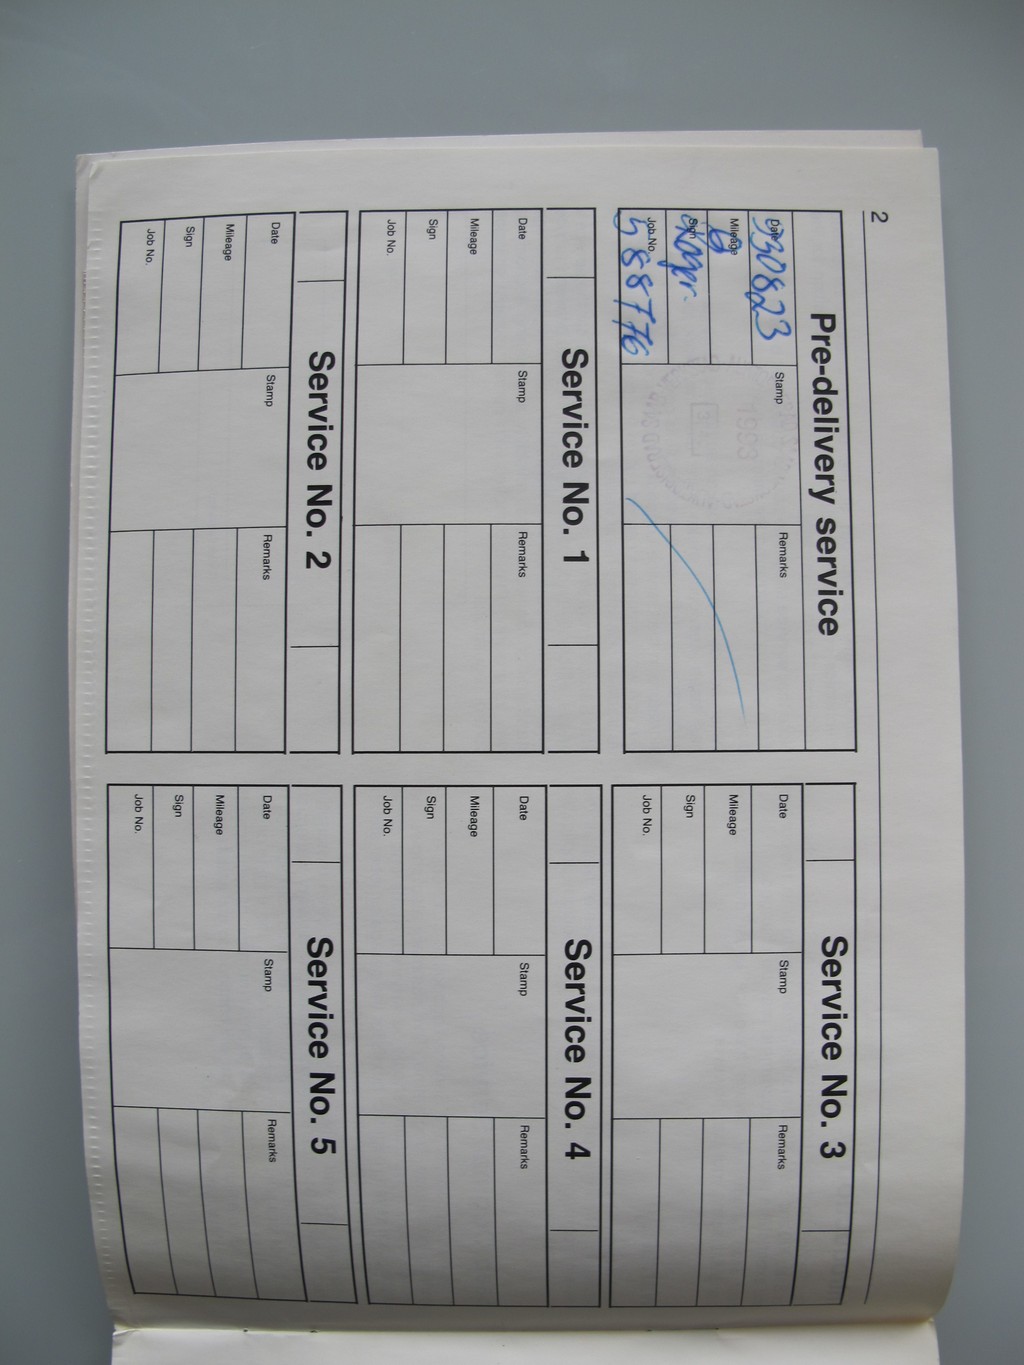 2
Pre-delivery service
Date 930823
Mileage 6
Sign
Job No. 588776
Stamp
1993
Remarks
Service No. 1
Date
Mileage
Sign
Job No.
Stamp
Remarks
Service No. 2
Date
Mileage
Sign
Job No.
Stamp
Remarks
Service No. 3
Date
Mileage
Sign
Job No.
Stamp
Remarks
Service No. 4
Date
Mileage
Sign
Job No.
Stamp
Remarks
Service No. 5
Date
Mileage
Sign
Job No.
Stamp
Remarks